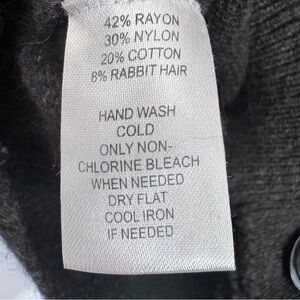 42% RAYON
30% NYLON
20% COTTON
8% RABBIT HAIR
HAND WASH
COLD
ONLY NON-
CHLORINE BLEACH
WHEN NEEDED
DRY FLAT
COOL IRON
IF NEEDED